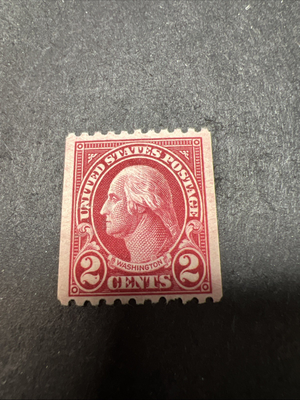 UNITED STATES POSTAGE
WASHINGTON
2 CENTS 2